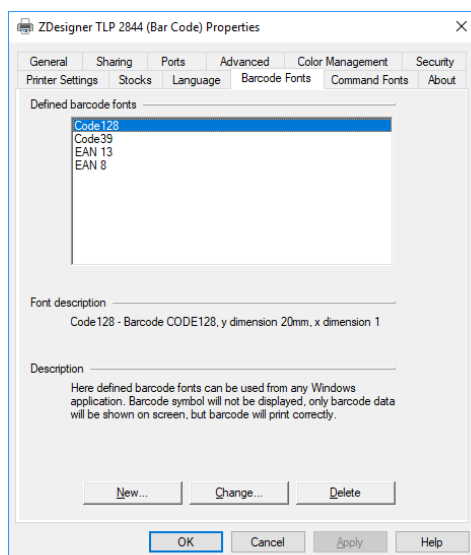 ZDesigner TLP 2844 (Bar Code) Properties
General Sharing Ports Advanced Color Management Security
Printer Settings Stocks Language Barcode Fonts Command Fonts About
Defined barcode fonts
Code128
Code39
EAN 13
EAN 8
Font description
Code128 - Barcode CODE128, y dimension 20mm, x dimension 1
Description
Here defined barcode fonts can be used from any Windows
application. Barcode symbol will not be displayed, only barcode data
will be shown on screen, but barcode will print correctly.
New... Change... Delete
OK Cancel Apply Help